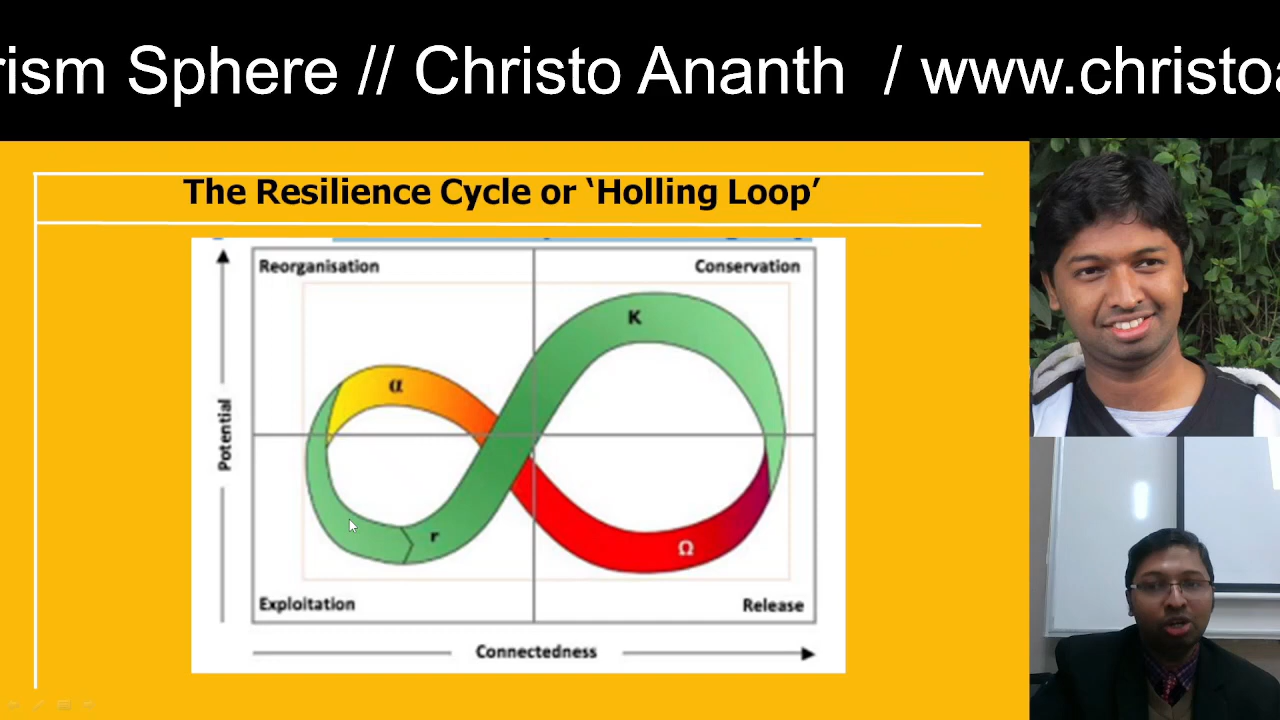 rism Sphere // Christo Ananth / www.christoa
The Resilience Cycle or ‘Holling Loop’
Reorganisation
Conservation
K
α
Potential
r
Ω
Exploitation
Release
Connectedness